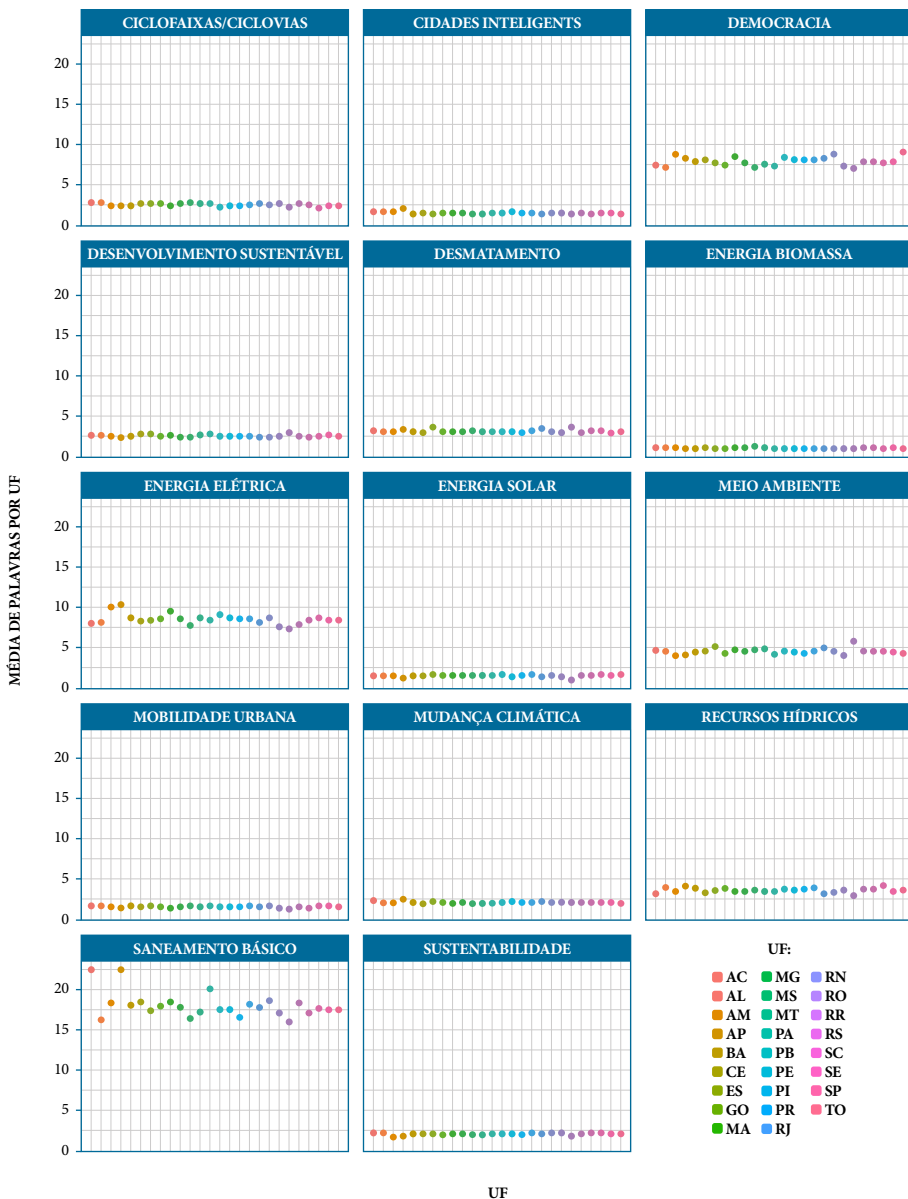 CICLOFAIXAS/CICLOVIAS
CIDADES INTELIGENTS
DEMOCRACIA
20
15
10
5
0
DESENVOLVIMENTO SUSTENTÁVEL
DESMATAMENTO
ENERGIA BIOMASSA
20
15
10
5
0
ENERGIA ELÉTRICA
ENERGIA SOLAR
MEIO AMBIENTE
20
15
10
5
0
MÉDIA DE PALAVRAS POR UF
MOBILIDADE URBANA
MUDANÇA CLIMÁTICA
RECURSOS HÍDRICOS
20
15
10
5
0
SANEAMENTO BÁSICO
SUSTENTABILIDADE
20
15
10
5
0
UF:
AC
AL
AM
AP
BA
CE
ES
GO
MA
MG
MS
MT
PA
PB
PE
PI
PR
RJ
RN
RO
RR
RS
SC
SE
SP
TO
UF